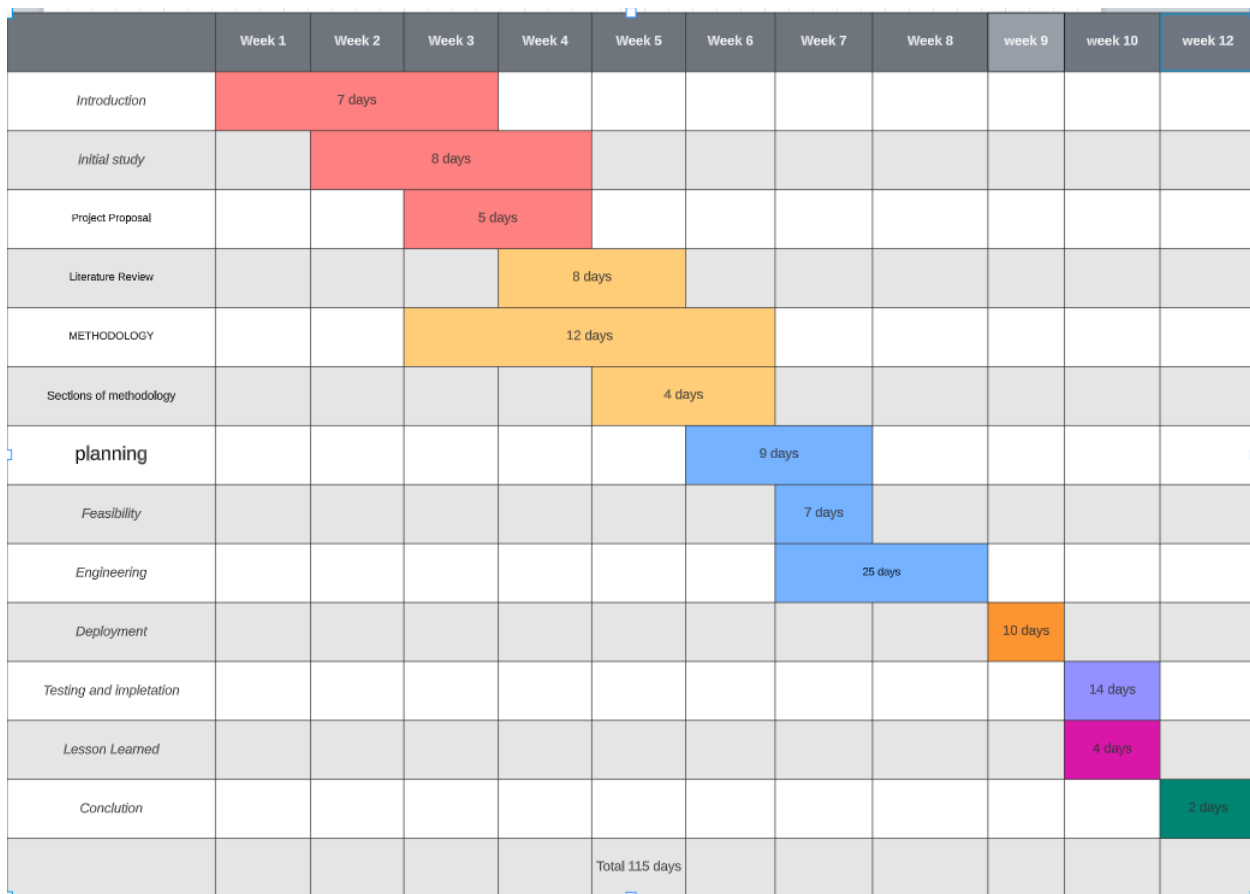 Week 1 Week 2 Week 3 Week 4 Week 5 Week 6 Week 7 Week 8 week 9 week 10 week 12
Introduction 7 days
initial study 8 days
Project Proposal 5 days
Literature Review 8 days
METHODOLOGY 12 days
Sections of methodology 4 days
planning 9 days
Feasibility 7 days
Engineering 25 days
Deployment 10 days
Testing and impletation 14 days
Lesson Learned 4 days
Conclution 2 days
Total 115 days